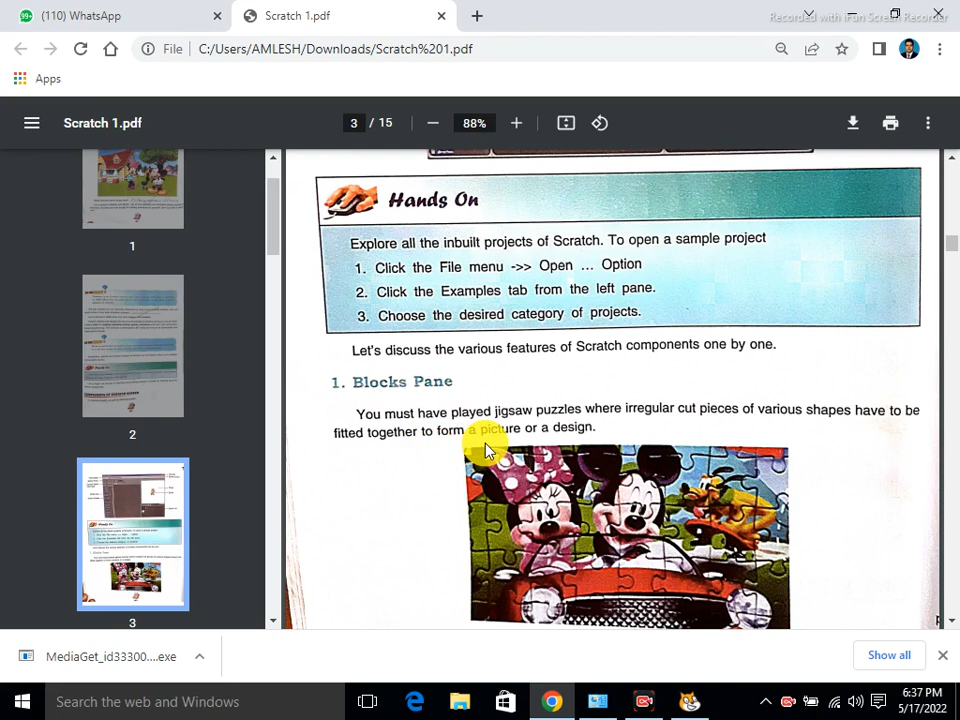 (110) WhatsApp
Scratch 1.pdf
Recorded with iFun Screen Recorder
File
C:/Users/AMLESH/Downloads/Scratch%201.pdf
Apps
Scratch 1.pdf
3 / 15
88%
1
2
3
Hands On
Explore all the inbuilt projects of Scratch. To open a sample project
1. Click the File menu ->> Open ... Option
2. Click the Examples tab from the left pane.
3. Choose the desired category of projects.
Let's discuss the various features of Scratch components one by one.
1. Blocks Pane
You must have played jigsaw puzzles where irregular cut pieces of various shapes have to be
fitted together to form a picture or a design.
MediaGet_id33300....exe
Show all
Search the web and Windows
6:37 PM
5/17/2022